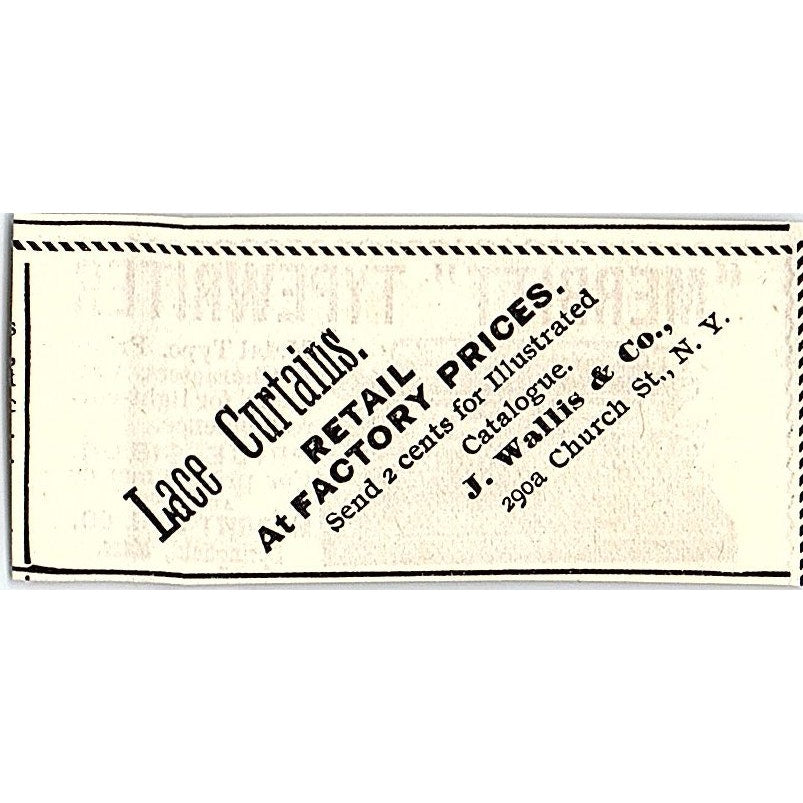 Lace Curtains.
RETAIL
At FACTORY PRICES.
Send 2 cents for Illustrated
Catalogue.
J. Wallis & Co.,
290a Church St., N. Y.